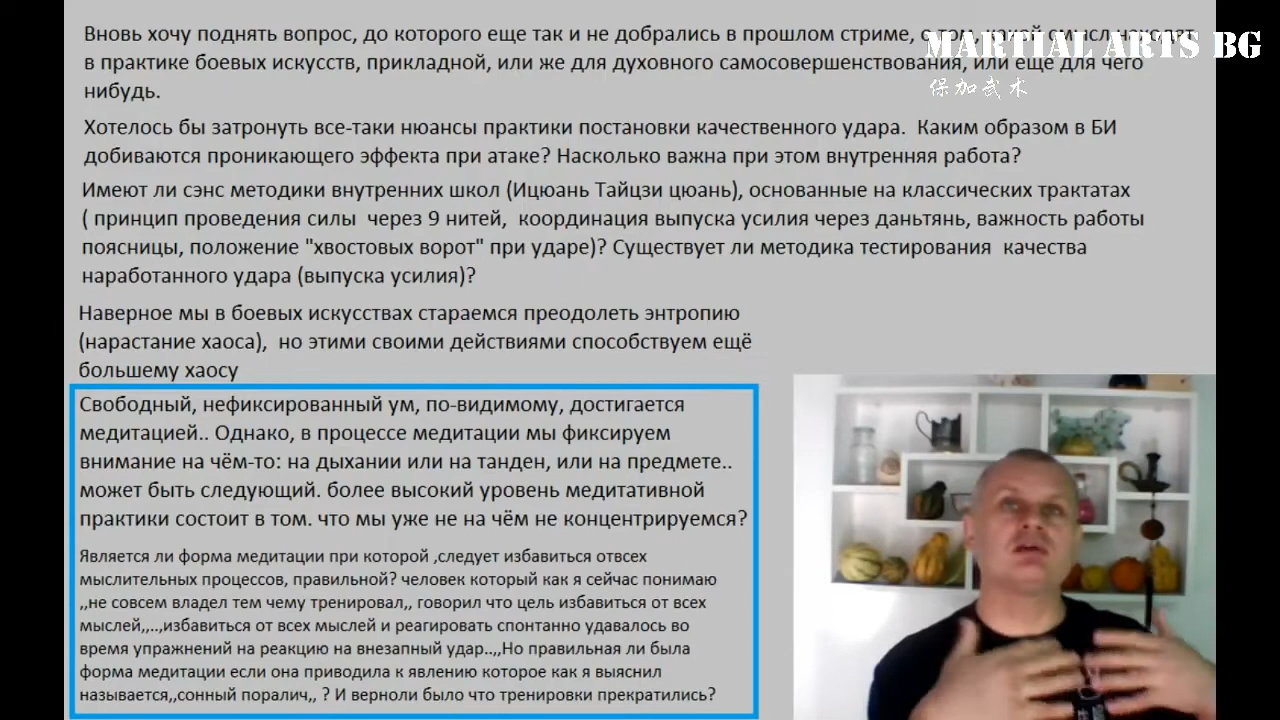 Вновь хочу поднять вопрос, до которого еще так и не добрались в прошлом стриме,
в практике боевых искусств, прикладной, или же для духовного самосовершенствования, или еще для чего
нибудь.
MARTIAL ARTS BG
保加武术
Хотелось бы затронуть все-таки нюансы практики постановки качественного удара. Каким образом в БИ
добиваются проникающего эффекта при атаке? Насколько важна при этом внутренняя работа?
Имеют ли сэнс методики внутренних школ (Ицюань Тайцзи цюань), основанные на классических трактатах
( принцип проведения силы через 9 нитей, координация выпуска усилия через даньтянь, важность работы
поясницы, положение "хвостовых ворот" при ударе)? Существует ли методика тестирования качества
наработанного удара (выпуска усилия)?
Наверное мы в боевых искусствах стараемся преодолеть энтропию
(нарастание хаоса), но этими своими действиями способствуем ещё
большему хаосу
Свободный, нефиксированный ум, по-видимому, достигается
медитацией.. Однако, в процессе медитации мы фиксируем
внимание на чём-то: на дыхании или на танден, или на предмете..
может быть следующий. более высокий уровень медитативной
практики состоит в том. что мы уже не на чём не концентрируемся?
Является ли форма медитации при которой ,следует избавиться отвсех
мыслительных процессов, правильной? человек который как я сейчас понимаю
,,не совсем владел тем чему тренировал,, говорил что цель избавиться от всех
мыслей,,..,избавиться от всех мыслей и реагировать спонтанно удавалось во
время упражнений на реакцию на внезапный удар..,,Но правильная ли была
форма медитации если она приводила к явлению которое как я выяснил
называется,,сонный поралич,, ? И верноли было что тренировки прекратились?